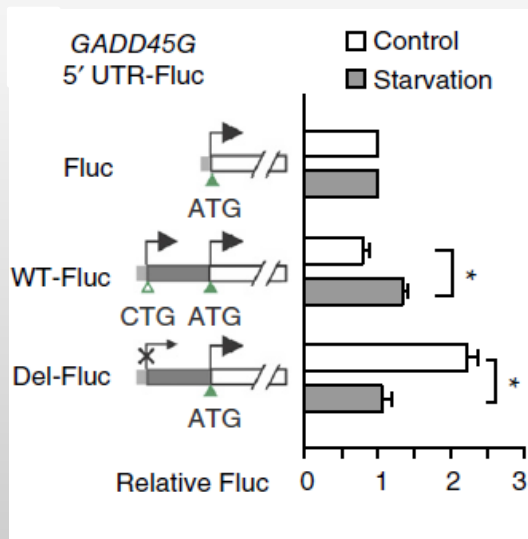 GADD45G
5′ UTR-Fluc
Control
Starvation
Fluc
ATG
WT-Fluc
CTG ATG
*
Del-Fluc
ATG
*
Relative Fluc 0 1 2 3